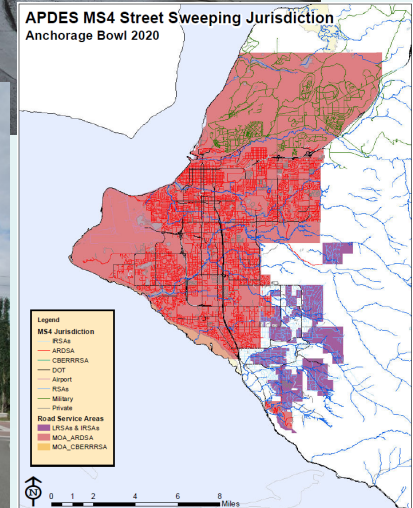 APDES MS4 Street Sweeping Jurisdiction
Anchorage Bowl 2020
Legend
MS4 Jurisdiction
IRSAs
ARDSA
CBERRRSA
DOT
Airport
RSAs
Military
Private
Road Service Areas
LRSAs & IRSAs
MOA_ARDSA
MOA_CBERRRSA
N
0 1 2 4 6 8
Miles